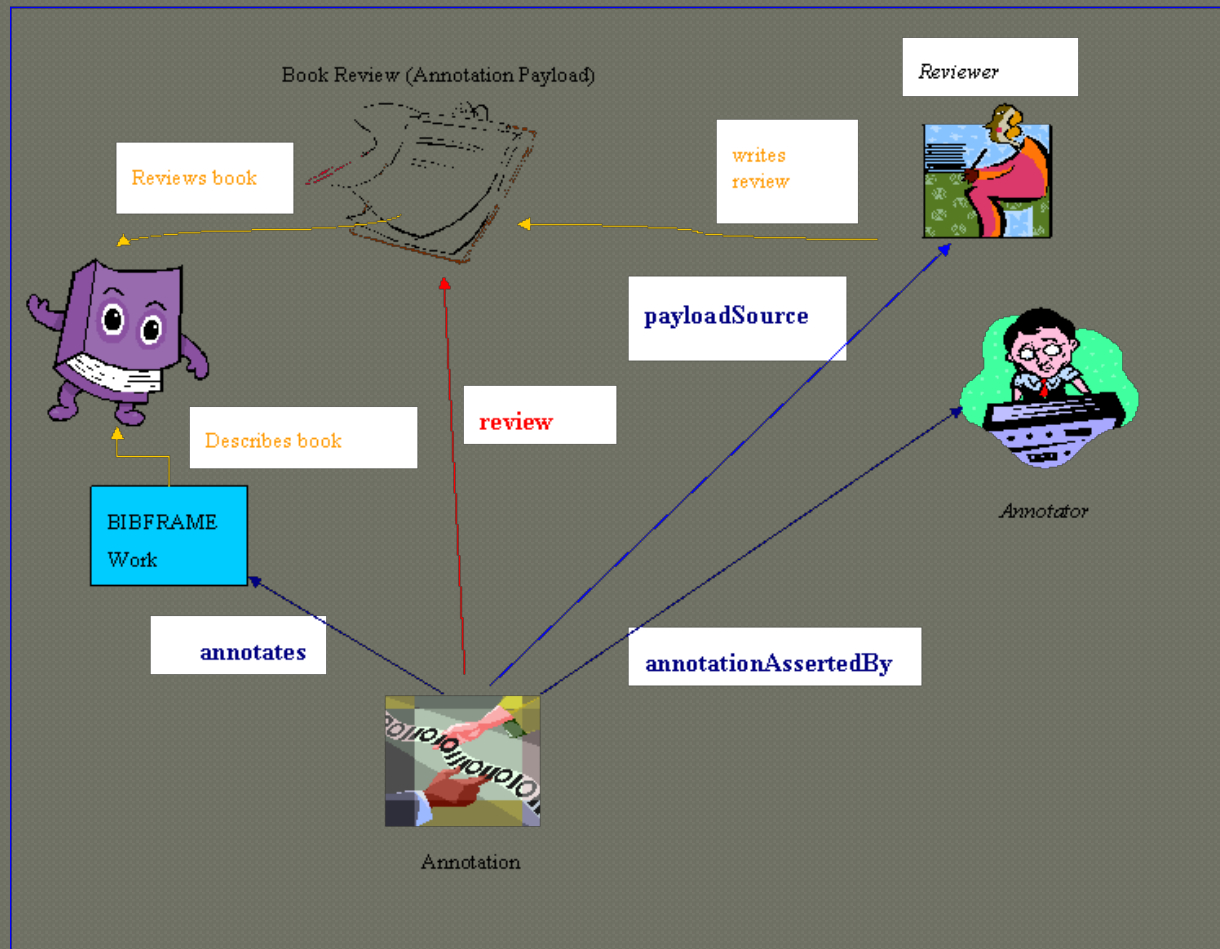 Book Review (Annotation Payload)
Reviewer
writes
review
Reviews book
payloadSource
review
Describes book
BIBFRAME
Work
Annotator
annotates
annotationAssertedBy
Annotation